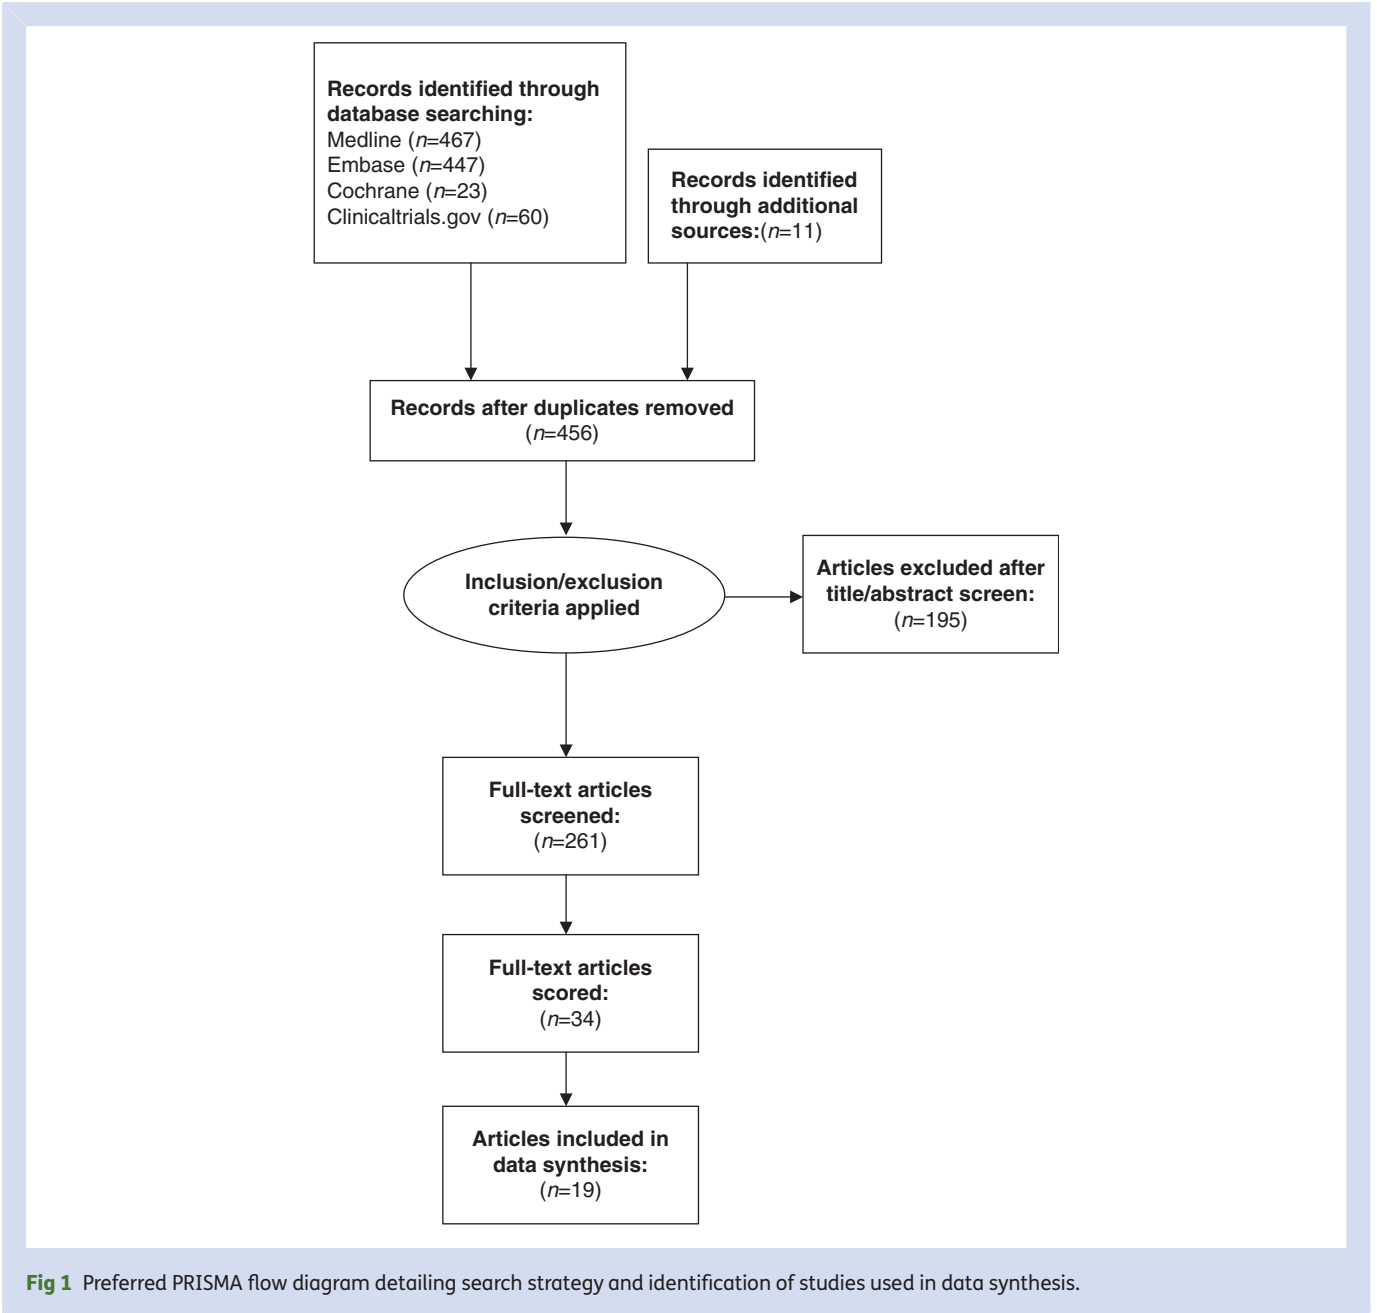 Records identified through
database searching:
Medline (n=467)
Embase (n=447)
Cochrane (n=23)
Clinicaltrials.gov (n=60)
Records identified
through additional
sources:(n=11)
Records after duplicates removed
(n=456)
Inclusion/exclusion
criteria applied
Articles excluded after
title/abstract screen:
(n=195)
Full-text articles
screened:
(n=261)
Full-text articles
scored:
(n=34)
Articles included in
data synthesis:
(n=19)
Fig 1 Preferred PRISMA flow diagram detailing search strategy and identification of studies used in data synthesis.